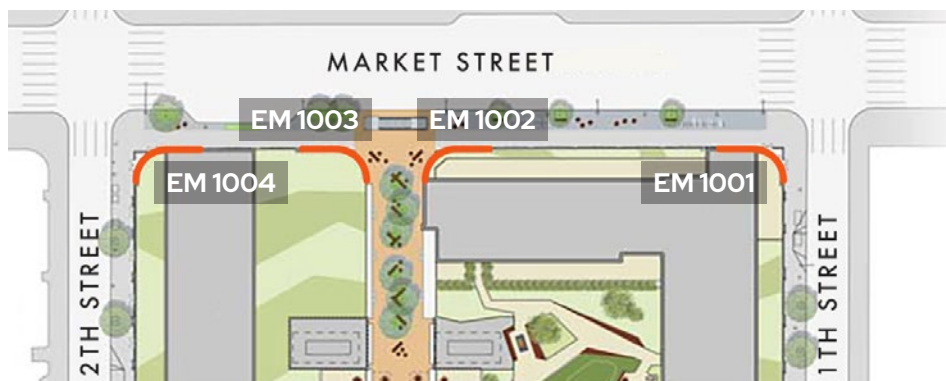 MARKET STREET
EM 1003
EM 1002
EM 1004
EM 1001
2TH STREET
1TH STREET